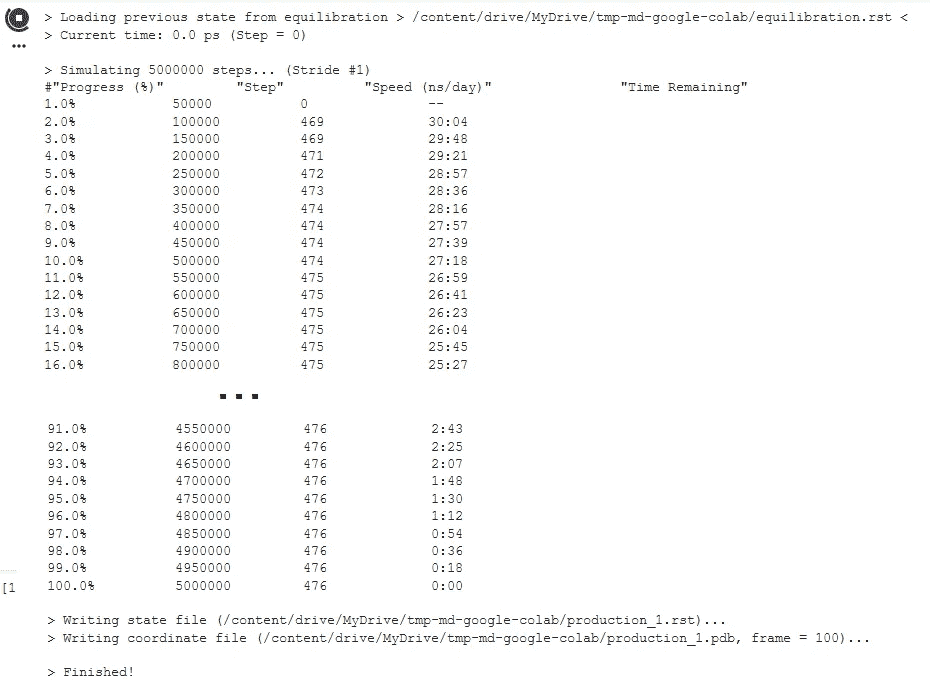 > Loading previous state from equilibration > /content/drive/MyDrive/tmp-md-google-colab/equilibration.rst <
> Current time: 0.0 ps (Step = 0)
> Simulating 5000000 steps... (Stride #1)
#"Progress (%)" "Step" "Speed (ns/day)" "Time Remaining"
1.0% 50000 0 --
2.0% 100000 469 30:04
3.0% 150000 469 29:48
4.0% 200000 471 29:21
5.0% 250000 472 28:57
6.0% 300000 473 28:36
7.0% 350000 474 28:16
8.0% 400000 474 27:57
9.0% 450000 474 27:39
10.0% 500000 474 27:18
11.0% 550000 475 26:59
12.0% 600000 475 26:41
13.0% 650000 475 26:23
14.0% 700000 475 26:04
15.0% 750000 475 25:45
16.0% 800000 475 25:27
...
91.0% 4550000 476 2:43
92.0% 4600000 476 2:25
93.0% 4650000 476 2:07
94.0% 4700000 476 1:48
95.0% 4750000 476 1:30
96.0% 4800000 476 1:12
97.0% 4850000 476 0:54
98.0% 4900000 476 0:36
99.0% 4950000 476 0:18
[1 100.0% 5000000 476 0:00
> Writing state file (/content/drive/MyDrive/tmp-md-google-colab/production_1.rst)...
> Writing coordinate file (/content/drive/MyDrive/tmp-md-google-colab/production_1.pdb, frame = 100)...
> Finished!